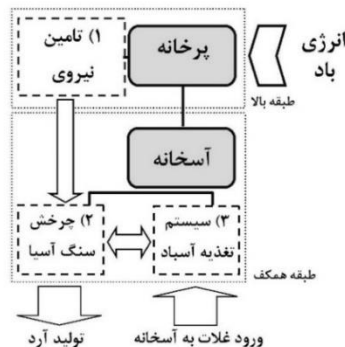 انرژی
باد
پرخانه
۱) تامین
نیروی
طبقه بالا
آسخانه
۲) چرخش
سنگ آسیا
۳) سیستم
تغذیه آسباد
طبقه همکف
ورود غلات به آسخانه
تولید آرد